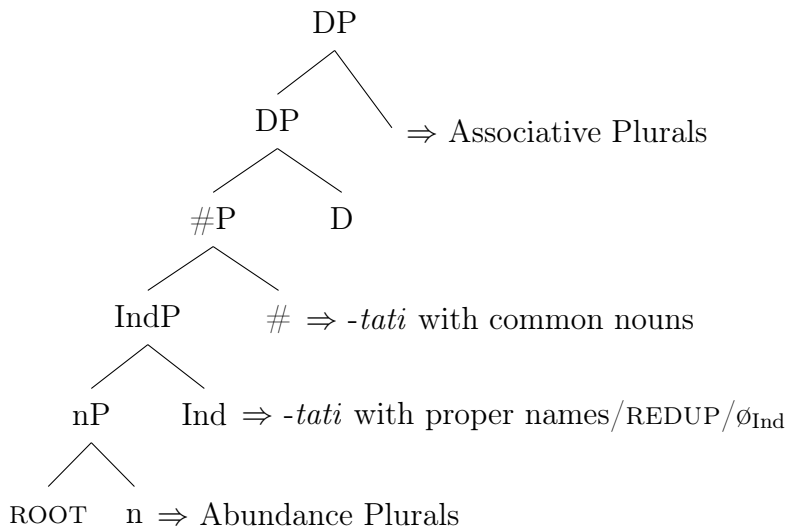 DP
DP ⇒ Associative Plurals
#P D
IndP # ⇒ -tati with common nouns
nP Ind ⇒ -tati with proper names/REDUP/øInd
ROOT n ⇒ Abundance Plurals